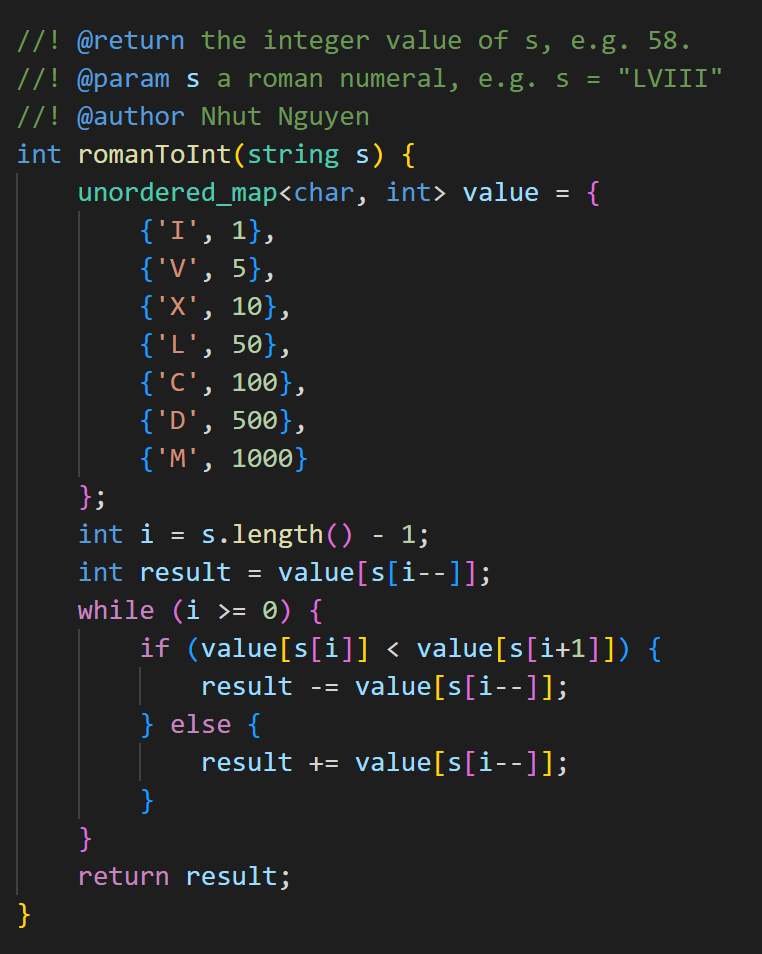 //! @return the integer value of s, e.g. 58.
//! @param s a roman numeral, e.g. s = "LVIII"
//! @author Nhut Nguyen
int romanToInt(string s) {
    unordered_map<char, int> value = {
        {'I', 1},
        {'V', 5},
        {'X', 10},
        {'L', 50},
        {'C', 100},
        {'D', 500},
        {'M', 1000}
    };
    int i = s.length() - 1;
    int result = value[s[i--]];
    while (i >= 0) {
        if (value[s[i]] < value[s[i+1]]) {
            result -= value[s[i--]];
        } else {
            result += value[s[i--]];
        }
    }
    return result;
}